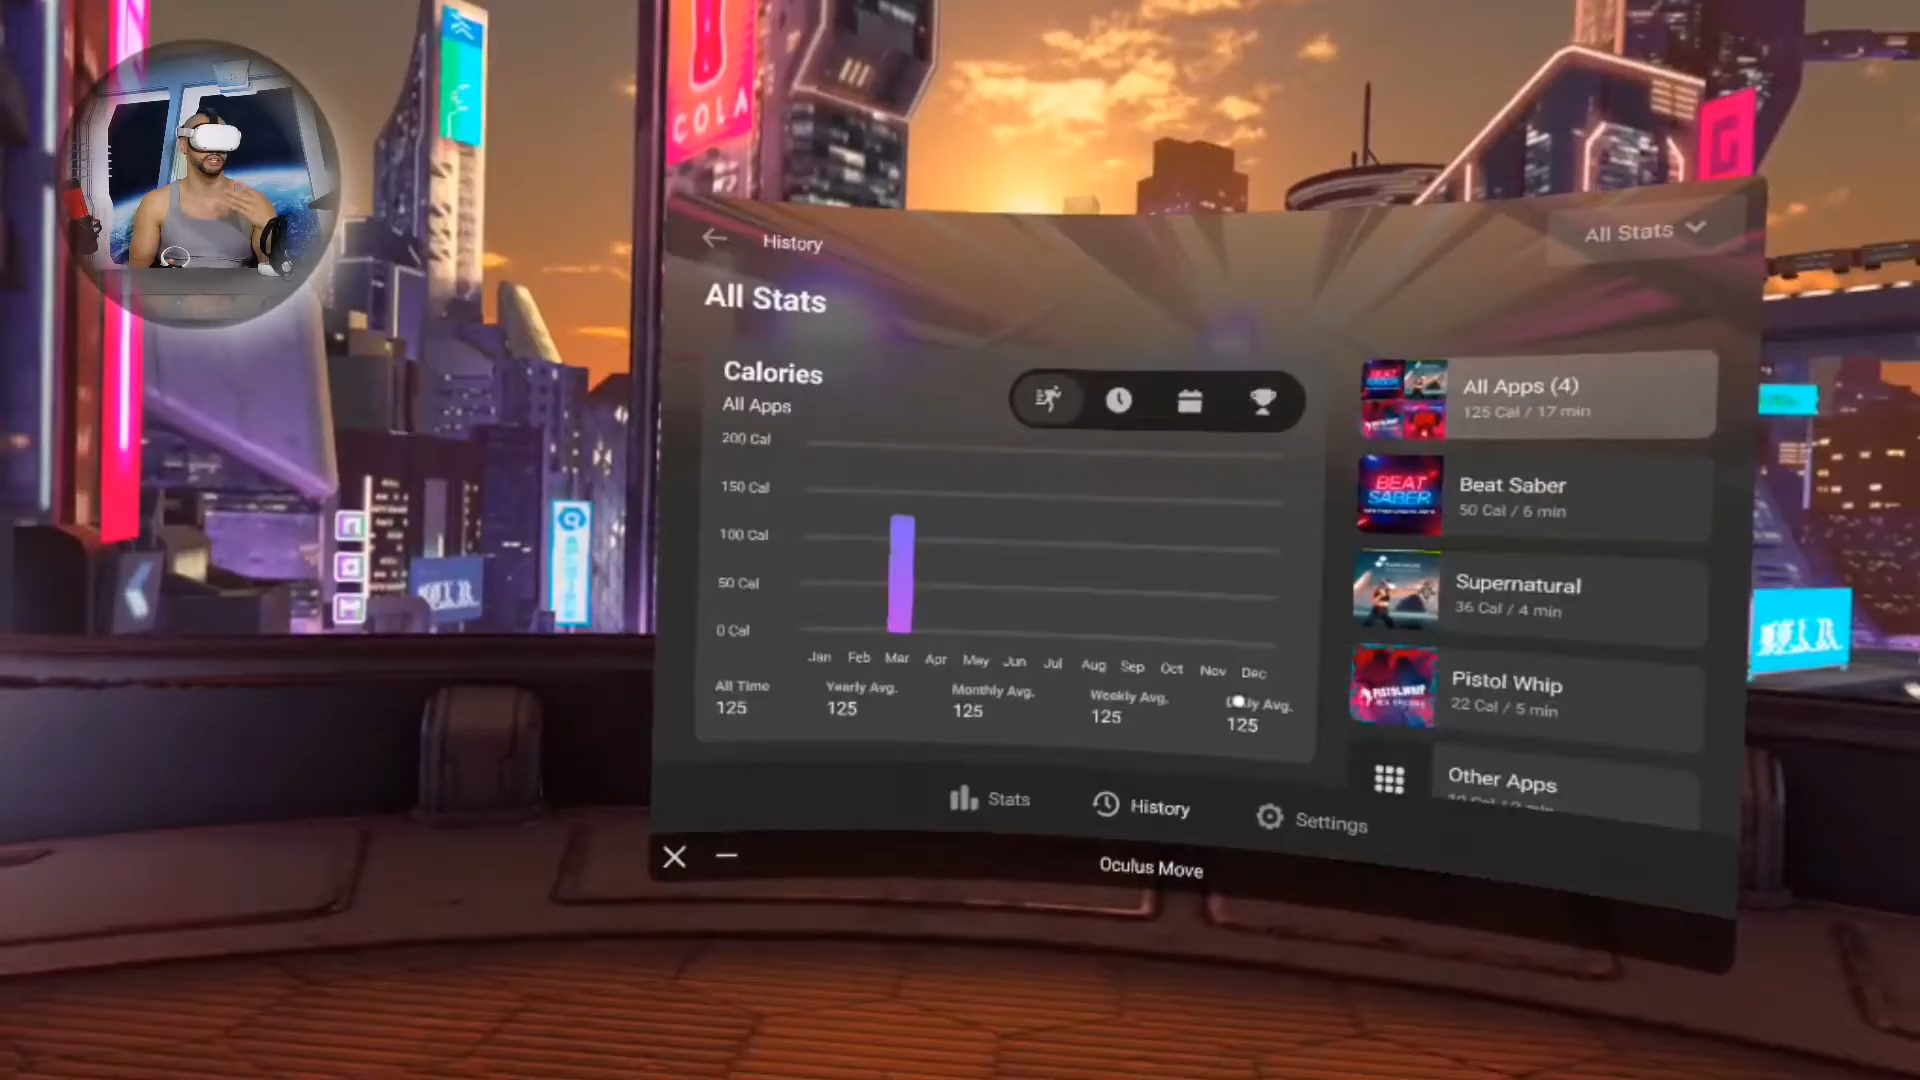 COLA
History
All Stats
All Stats
Calories
All Apps
200 Cal
150 Cal
100 Cal
50 Cal
0 Cal
Jan Feb Mar Apr May Jun Jul Aug Sep Oct Nov Dec
All Time Yearly Avg. Monthly Avg. Weekly Avg. Avg.
125 125 125 125 125
All Apps (4)
125 Cal / 17 min
BEAT SABER
Beat Saber
50 Cal / 6 min
Supernatural
36 Cal / 4 min
PISTOL WHIP
Pistol Whip
22 Cal / 5 min
Other Apps
Stats History Settings
Oculus Move